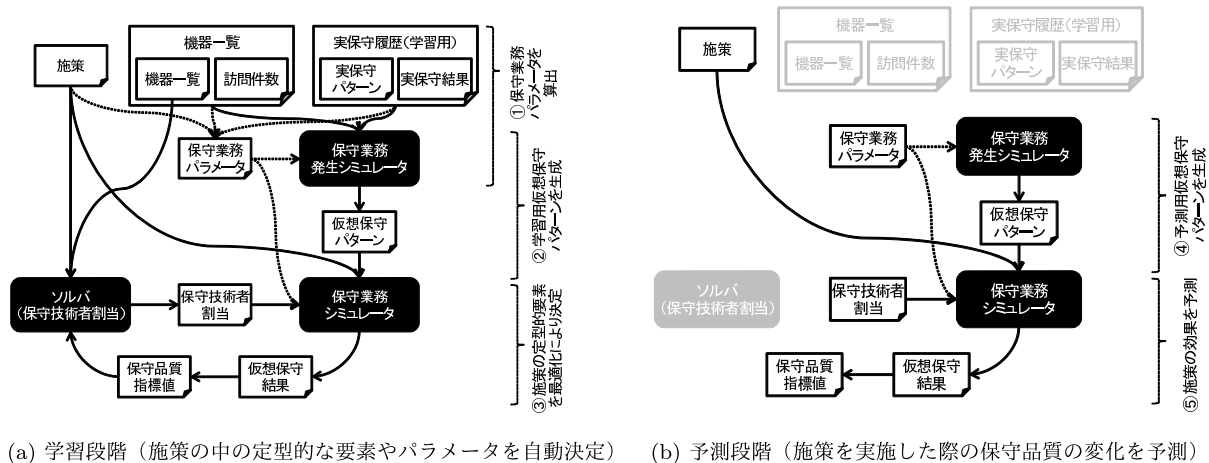 施策
機器一覧
機器一覧
訪問件数
実保守履歴(学習用)
実保守
パターン
実保守結果
保守業務
パラメータ
保守業務
発生シミュレータ
仮想保守
パターン
ソルバ
(保守技術者割当)
保守技術者
割当
保守業務
シミュレータ
保守品質
指標値
仮想保守
結果
①保守業務
パラメータを
算出
②学習用仮想保守
パターンを生成
③施策の定型的要素
を最適化により決定
(a) 学習段階（施策の中の定型的な要素やパラメータを自動決定）
施策
機器一覧
機器一覧
訪問件数
実保守履歴(学習用)
実保守
パターン
実保守結果
保守業務
パラメータ
保守業務
発生シミュレータ
仮想保守
パターン
ソルバ
(保守技術者割当)
保守技術者
割当
保守業務
シミュレータ
保守品質
指標値
仮想保守
結果
④予測用仮想保守
パターンを生成
⑤施策の効果を予測
(b) 予測段階（施策を実施した際の保守品質の変化を予測）